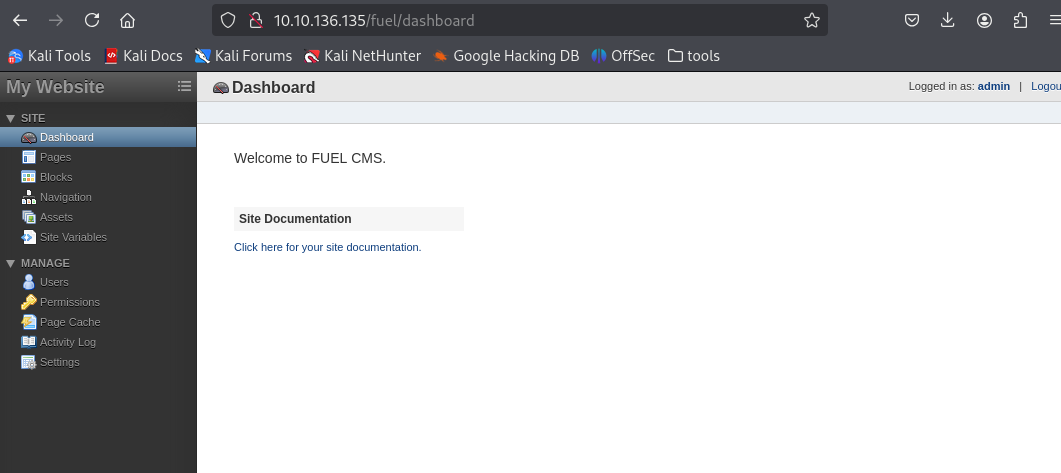 10.10.136.135/fuel/dashboard
Kali Tools Kali Docs Kali Forums Kali NetHunter Google Hacking DB OffSec tools
My Website
SITE
Dashboard
Pages
Blocks
Navigation
Assets
Site Variables
MANAGE
Users
Permissions
Page Cache
Activity Log
Settings
Dashboard
Logged in as: admin | Logou
Welcome to FUEL CMS.
Site Documentation
Click here for your site documentation.